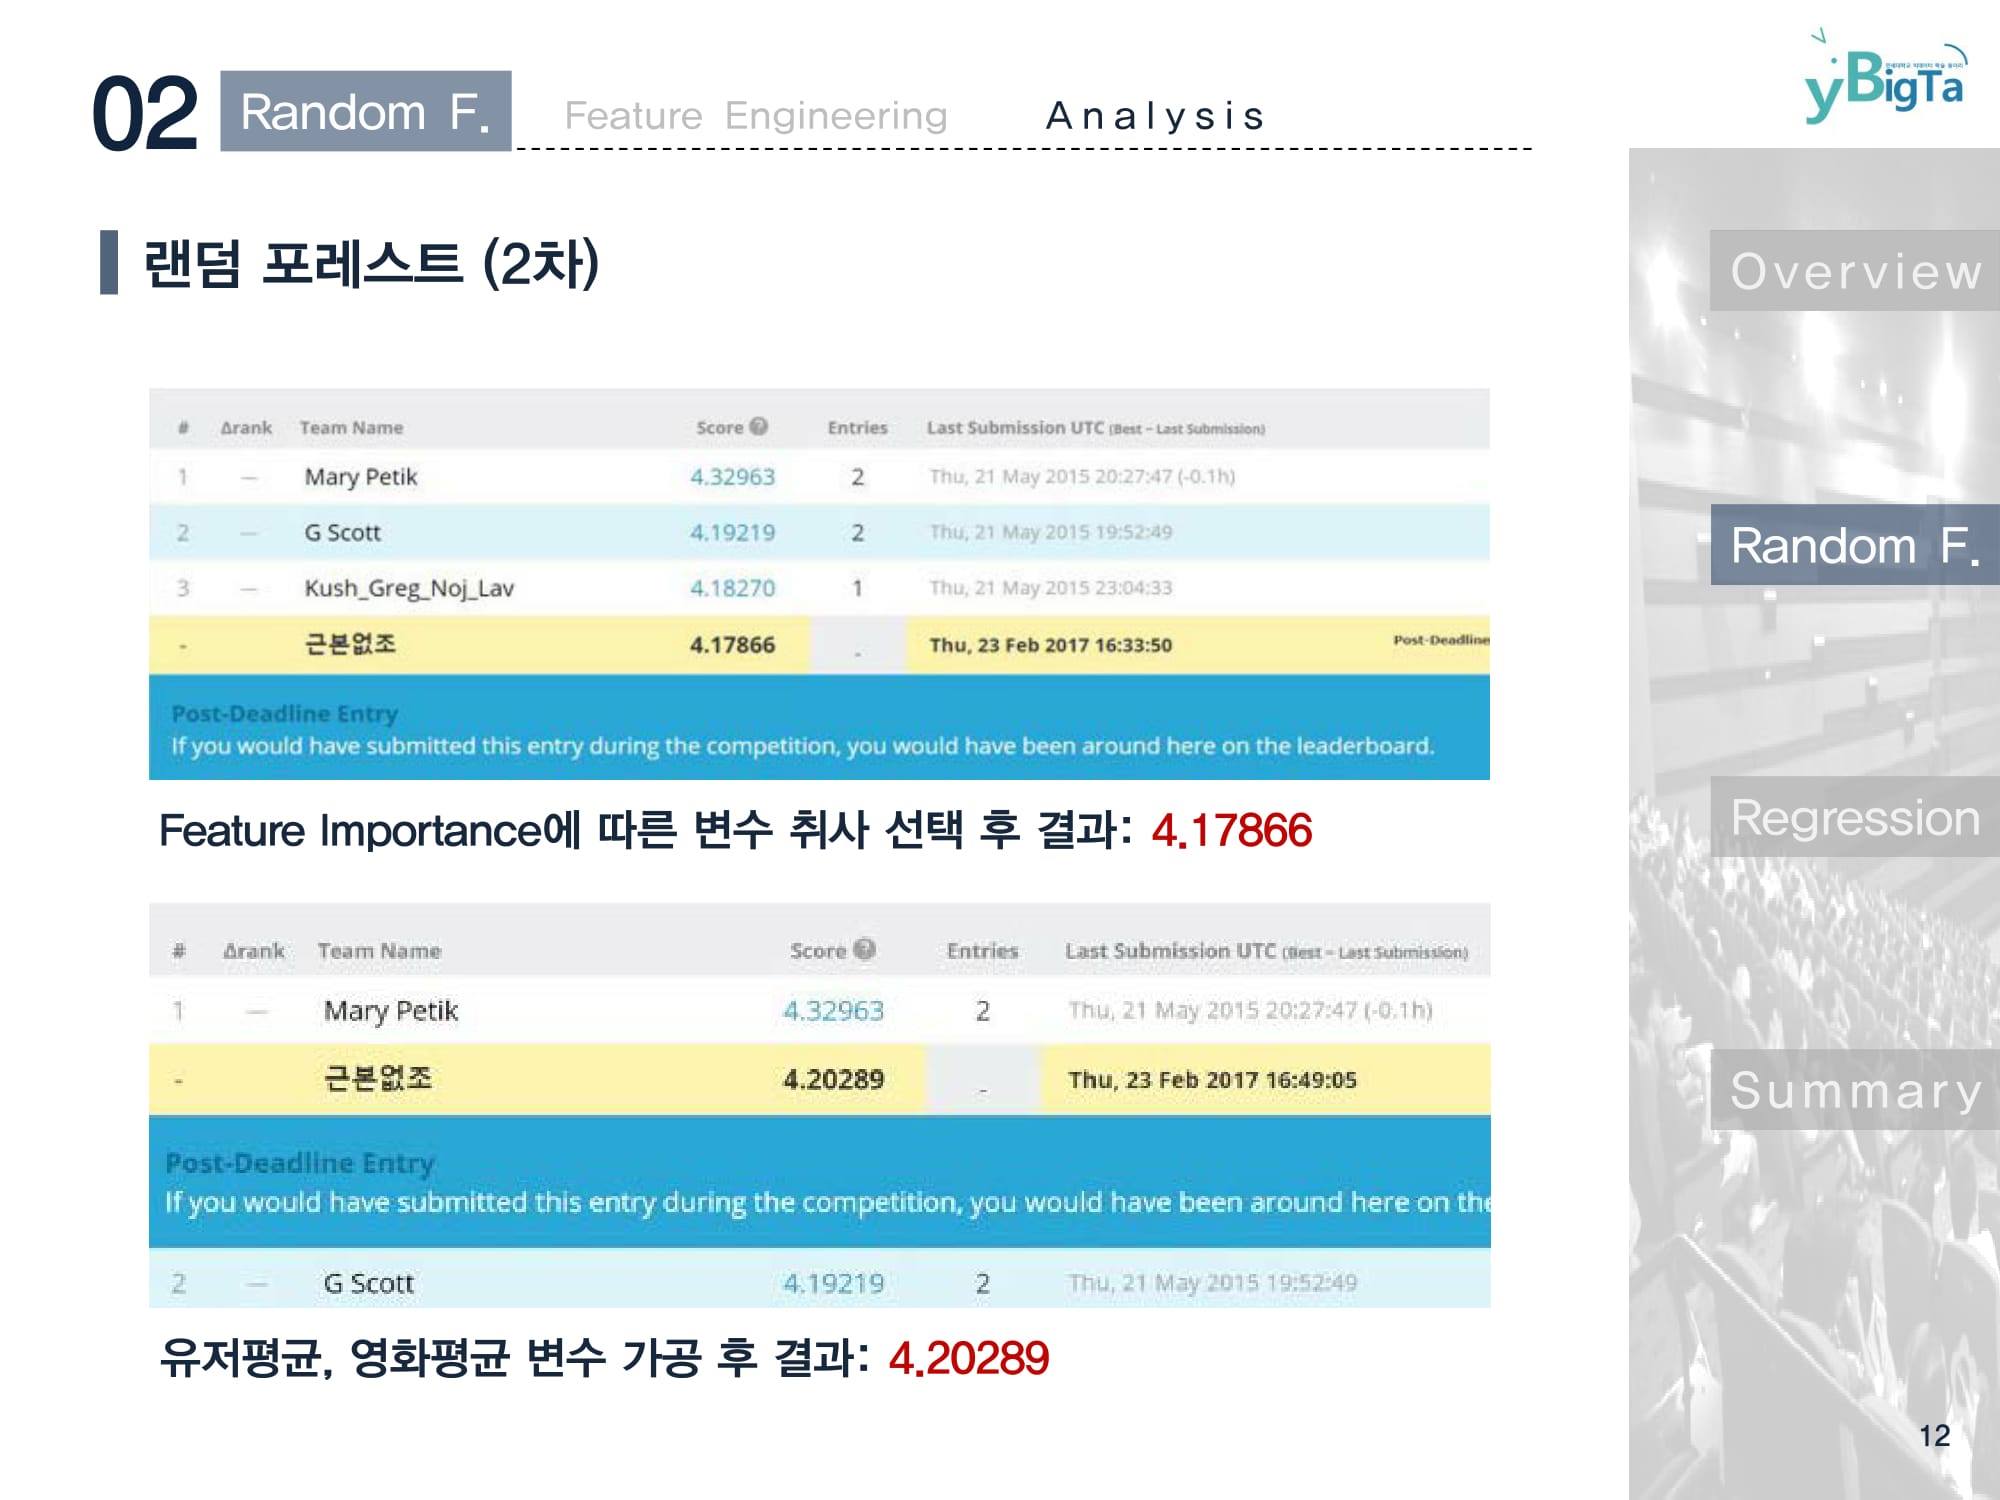 02 Random F. Feature Engineering Analysis
yBigTa
랜덤 포레스트 (2차)
# Δrank Team Name Score ? Entries Last Submission UTC (Best – Last Submission)
1 — Mary Petik 4.32963 2 Thu, 21 May 2015 20:27:47 (-0.1h)
2 — G Scott 4.19219 2 Thu, 21 May 2015 19:52:49
3 — Kush_Greg_Noj_Lav 4.18270 1 Thu, 21 May 2015 23:04:33
- 근본없조 4.17866 - Thu, 23 Feb 2017 16:33:50 Post-Deadline
Post-Deadline Entry
If you would have submitted this entry during the competition, you would have been around here on the leaderboard.
Feature Importance에 따른 변수 취사 선택 후 결과: 4.17866
# Δrank Team Name Score ? Entries Last Submission UTC (Best – Last Submission)
1 — Mary Petik 4.32963 2 Thu, 21 May 2015 20:27:47 (-0.1h)
- 근본없조 4.20289 - Thu, 23 Feb 2017 16:49:05
Post-Deadline Entry
If you would have submitted this entry during the competition, you would have been around here on the
2 — G Scott 4.19219 2 Thu, 21 May 2015 19:52:49
유저평균, 영화평균 변수 가공 후 결과: 4.20289
Overview
Random F.
Regression
Summary
12